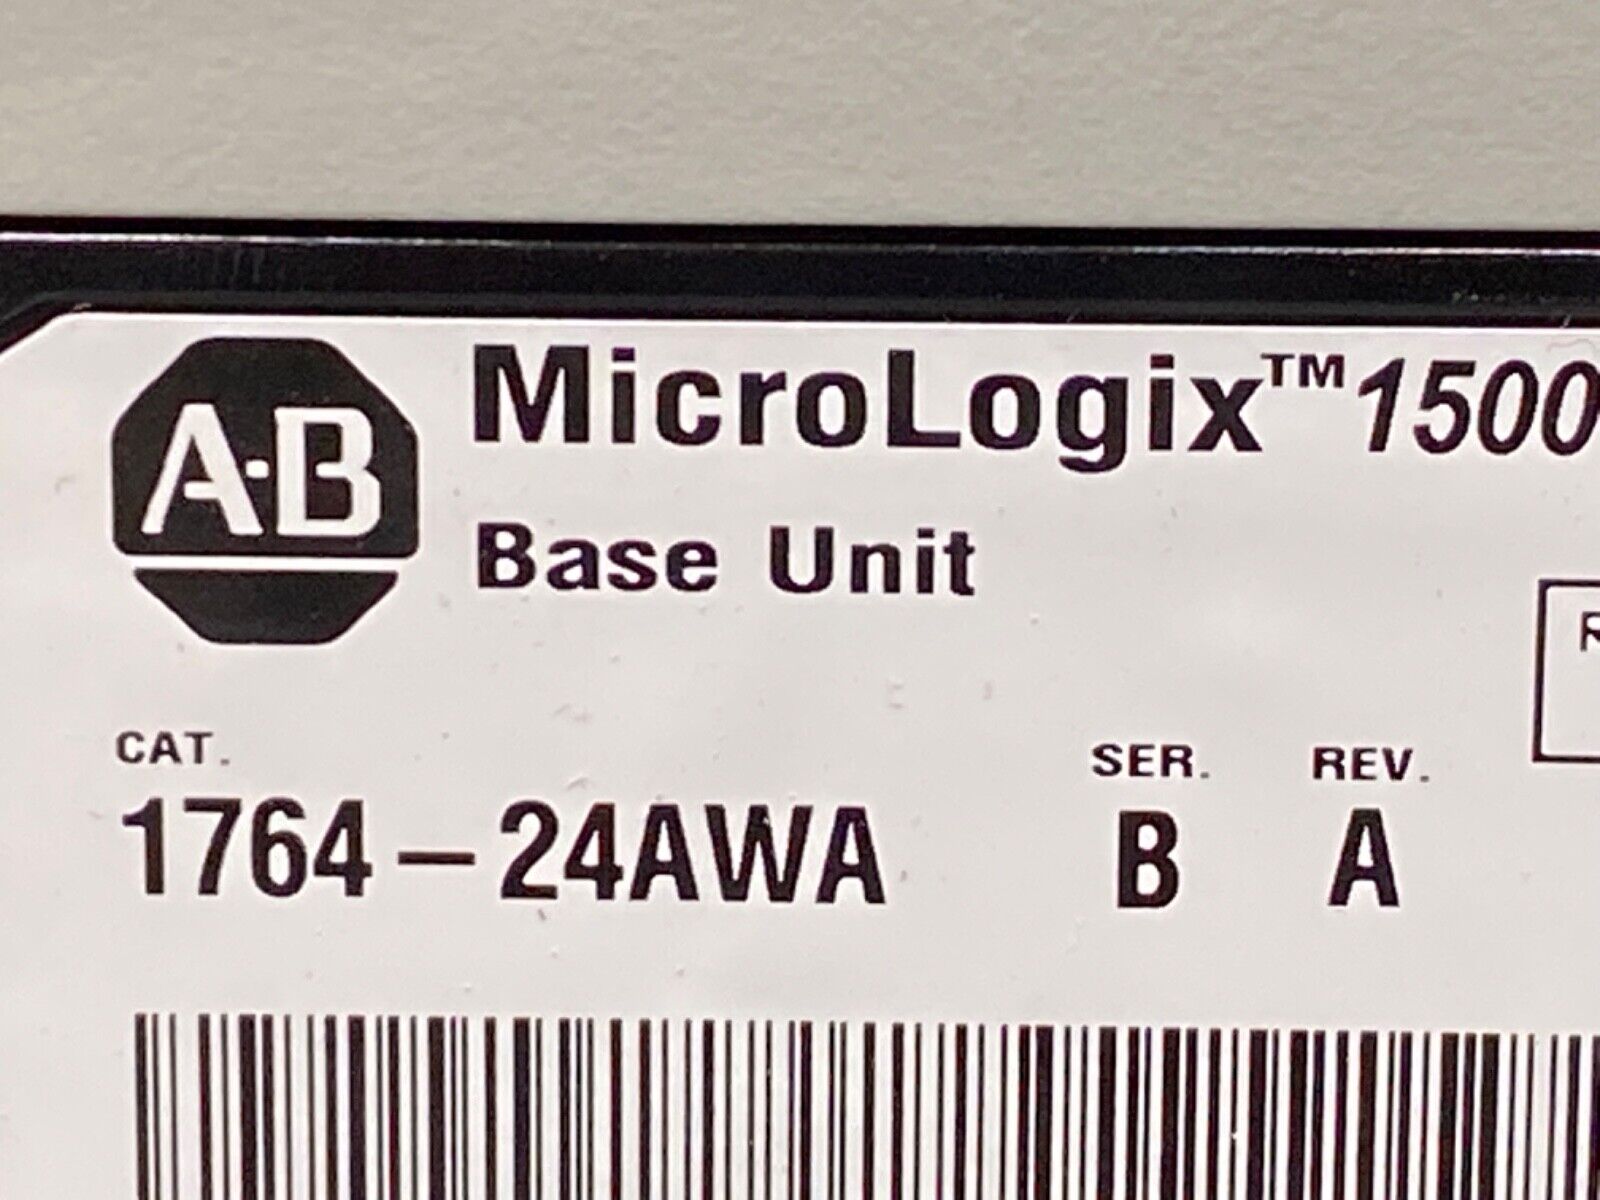 A-B MicroLogix™1500
Base Unit
CAT. SER. REV.
1764-24AWA B A